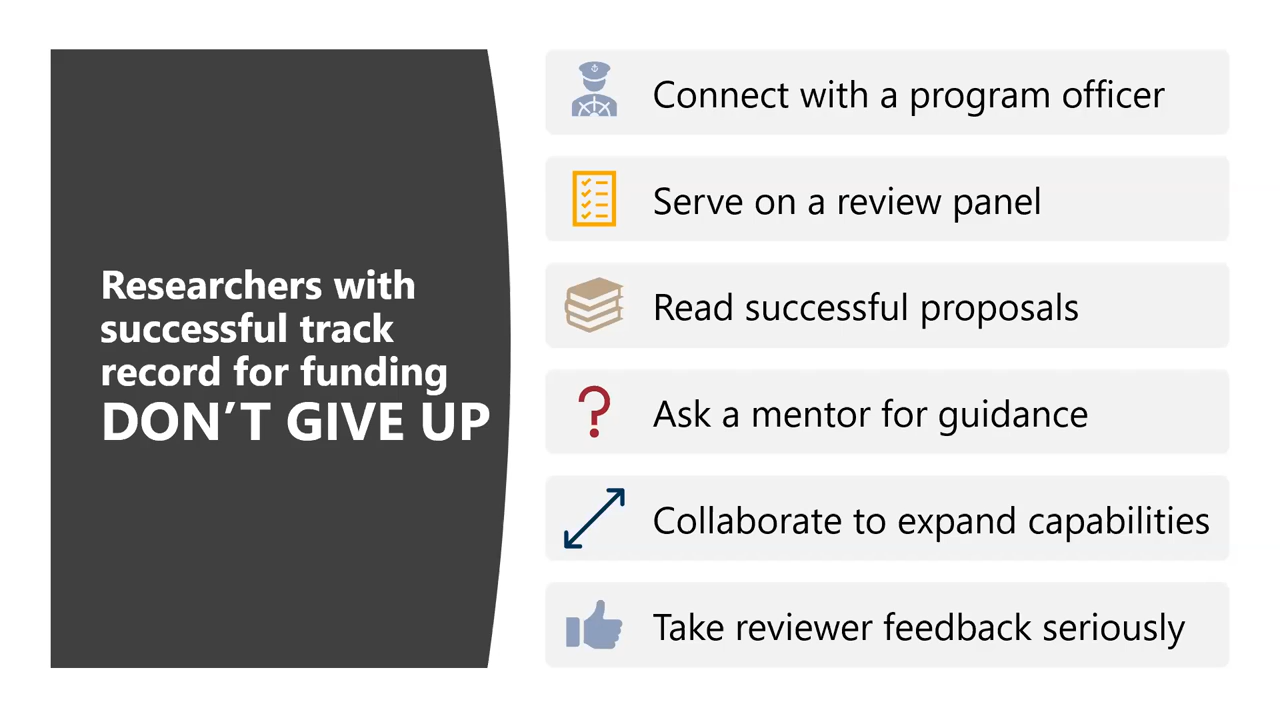 Researchers with
successful track
record for funding
DON’T GIVE UP
Connect with a program officer
Serve on a review panel
Read successful proposals
Ask a mentor for guidance
Collaborate to expand capabilities
Take reviewer feedback seriously